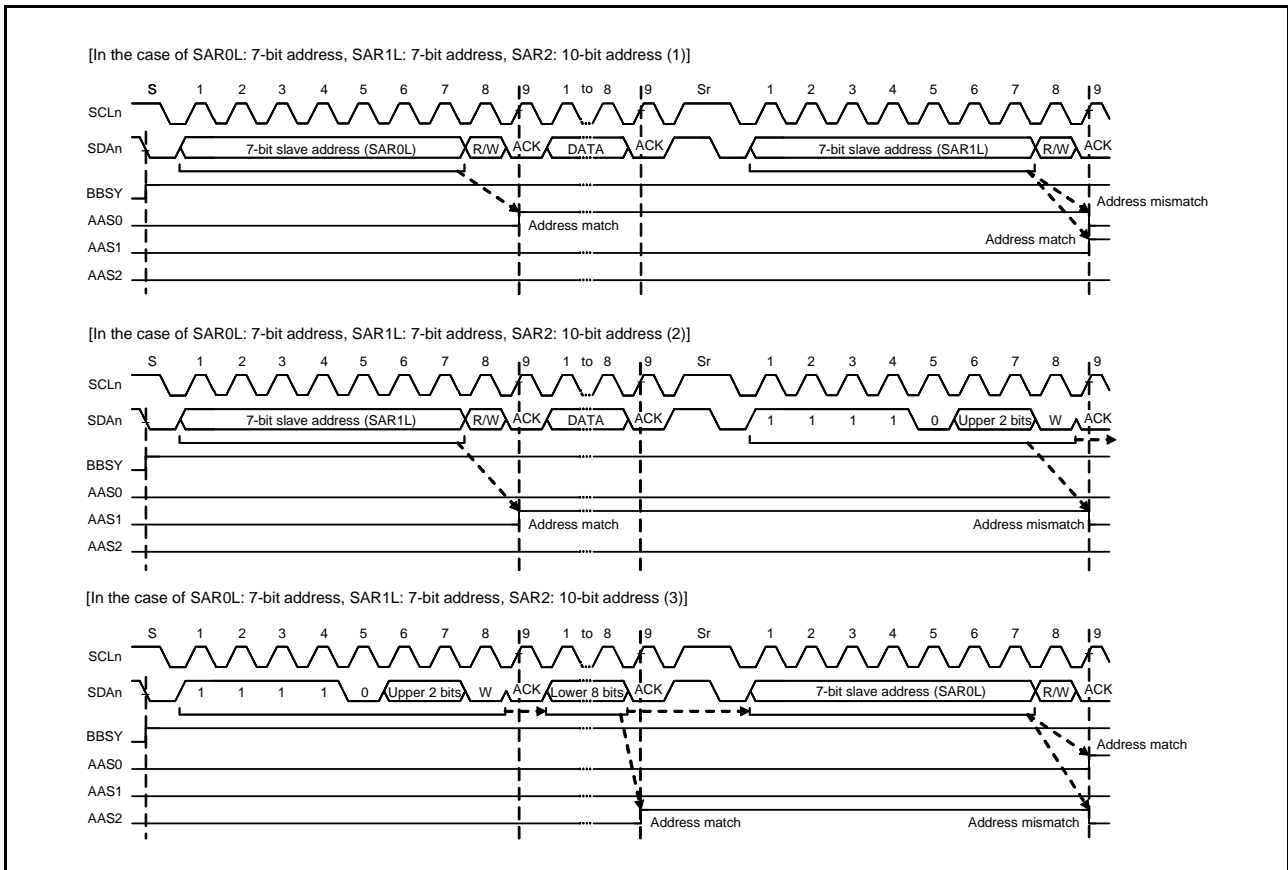 [In the case of SAR0L: 7-bit address, SAR1L: 7-bit address, SAR2: 10-bit address (1)]
S 1 2 3 4 5 6 7 8 9 1 to 8 9 Sr 1 2 3 4 5 6 7 8 9
SCLn
SDAn 7-bit slave address (SAR0L) R/W ACK DATA ACK 7-bit slave address (SAR1L) R/W ACK
BBSY
Address mismatch
AAS0 Address match
AAS1 Address match
AAS2
[In the case of SAR0L: 7-bit address, SAR1L: 7-bit address, SAR2: 10-bit address (2)]
S 1 2 3 4 5 6 7 8 9 1 to 8 9 Sr 1 2 3 4 5 6 7 8 9
SCLn
SDAn 7-bit slave address (SAR1L) R/W ACK DATA ACK 1 1 1 1 0 Upper 2 bits W ACK
BBSY
AAS0
AAS1 Address match Address mismatch
AAS2
[In the case of SAR0L: 7-bit address, SAR1L: 7-bit address, SAR2: 10-bit address (3)]
S 1 2 3 4 5 6 7 8 9 1 to 8 9 Sr 1 2 3 4 5 6 7 8 9
SCLn
SDAn 1 1 1 1 0 Upper 2 bits W ACK Lower 8 bits ACK 7-bit slave address (SAR0L) R/W ACK
BBSY
Address match
AAS0
AAS1
AAS2 Address match Address mismatch